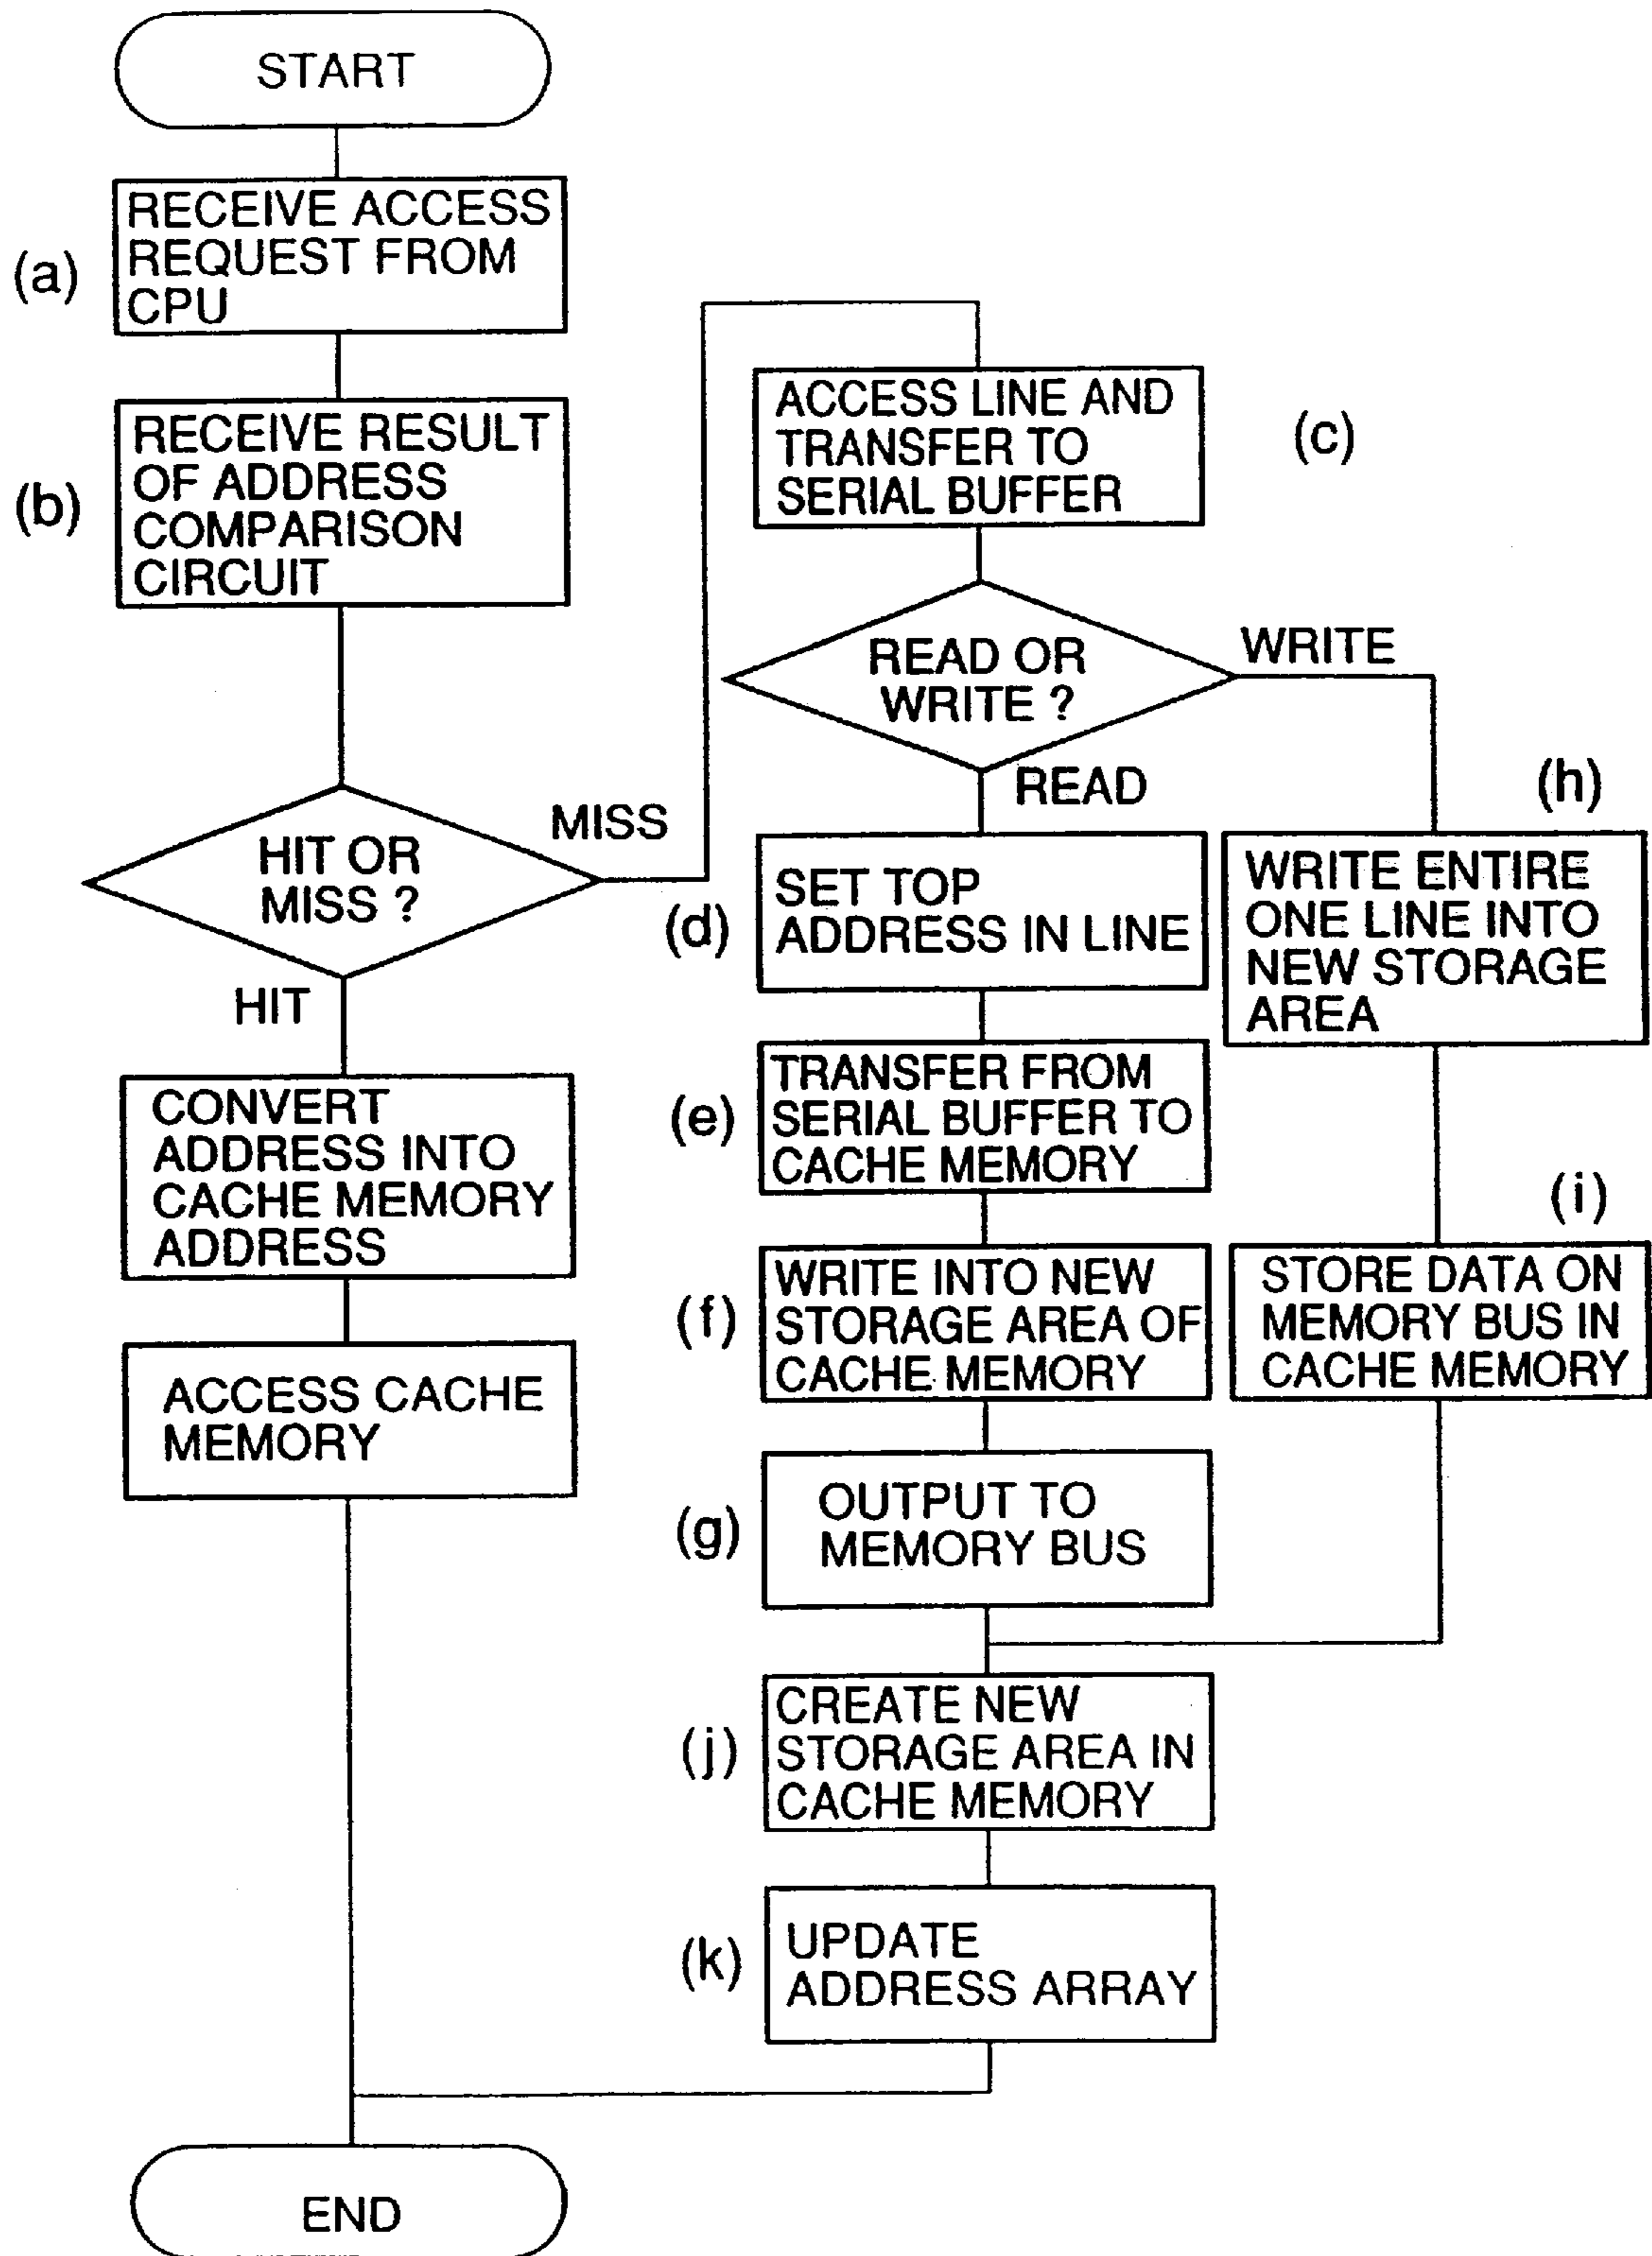 START
(a)
RECEIVE ACCESS
REQUEST FROM
CPU
(b)
RECEIVE RESULT
OF ADDRESS
COMPARISON
CIRCUIT
HIT OR
MISS ?
MISS
HIT
CONVERT
ADDRESS INTO
CACHE MEMORY
ADDRESS
ACCESS CACHE
MEMORY
ACCESS LINE AND
TRANSFER TO
SERIAL BUFFER
(c)
READ OR
WRITE ?
WRITE
READ
(d)
SET TOP
ADDRESS IN LINE
(e)
TRANSFER FROM
SERIAL BUFFER TO
CACHE MEMORY
(f)
WRITE INTO NEW
STORAGE AREA OF
CACHE MEMORY
(g)
OUTPUT TO
MEMORY BUS
(h)
WRITE ENTIRE
ONE LINE INTO
NEW STORAGE
AREA
(i)
STORE DATA ON
MEMORY BUS IN
CACHE MEMORY
(j)
CREATE NEW
STORAGE AREA IN
CACHE MEMORY
(k)
UPDATE
ADDRESS ARRAY
END